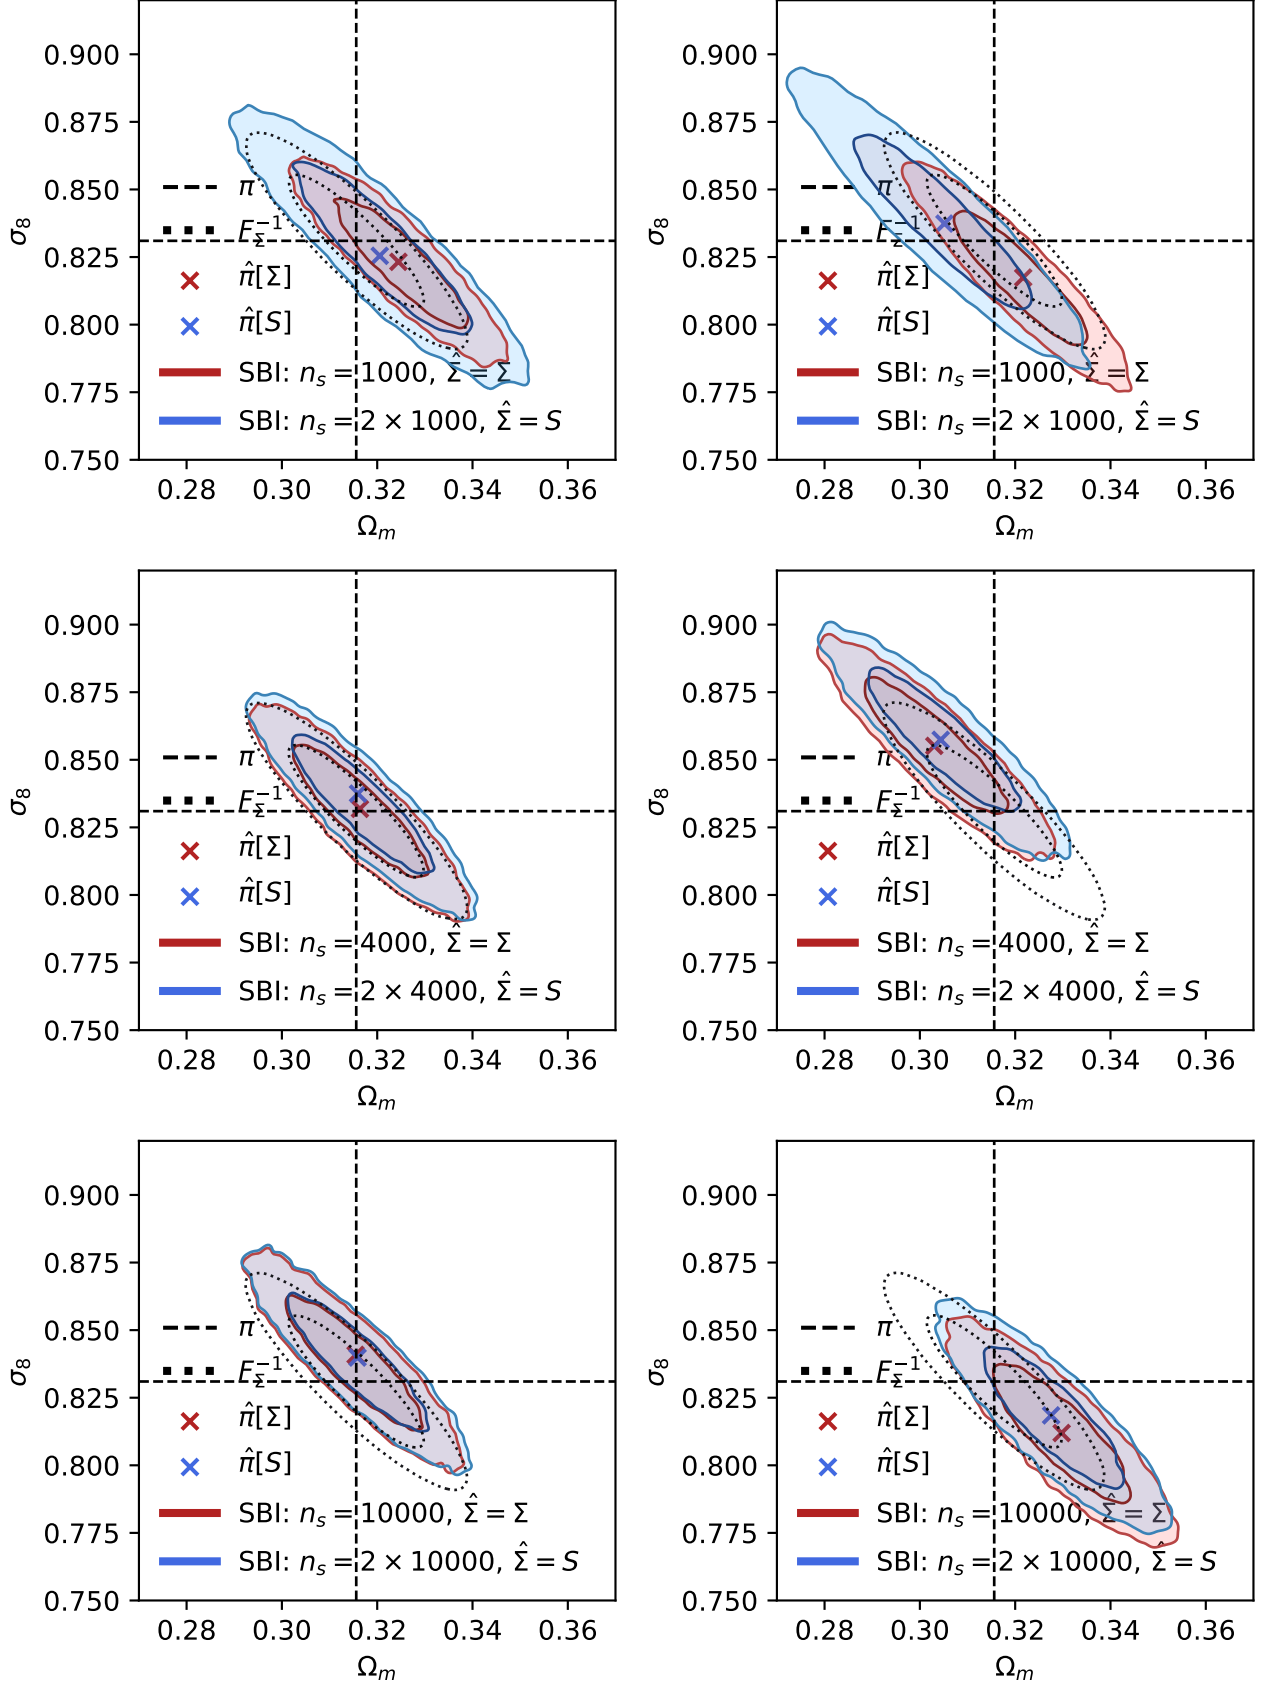 0.900
0.875
0.850
0.825
0.800
0.775
0.750
σ₈
π
F_Σ^{-1}
π̂[Σ]
π̂[S]
SBI: n_s = 1000, Σ̂ = Σ
SBI: n_s = 2 × 1000, Σ̂ = S
0.28 0.30 0.32 0.34 0.36
Ω_m
0.900
0.875
0.850
0.825
0.800
0.775
0.750
σ₈
π
F_Σ^{-1}
π̂[Σ]
π̂[S]
SBI: n_s = 1000, Σ̂ = Σ
SBI: n_s = 2 × 1000, Σ̂ = S
0.28 0.30 0.32 0.34 0.36
Ω_m
0.900
0.875
0.850
0.825
0.800
0.775
0.750
σ₈
π
F_Σ^{-1}
π̂[Σ]
π̂[S]
SBI: n_s = 4000, Σ̂ = Σ
SBI: n_s = 2 × 4000, Σ̂ = S
0.28 0.30 0.32 0.34 0.36
Ω_m
0.900
0.875
0.850
0.825
0.800
0.775
0.750
σ₈
π
F_Σ^{-1}
π̂[Σ]
π̂[S]
SBI: n_s = 4000, Σ̂ = Σ
SBI: n_s = 2 × 4000, Σ̂ = S
0.28 0.30 0.32 0.34 0.36
Ω_m
0.900
0.875
0.850
0.825
0.800
0.775
0.750
σ₈
π
F_Σ^{-1}
π̂[Σ]
π̂[S]
SBI: n_s = 10000, Σ̂ = Σ
SBI: n_s = 2 × 10000, Σ̂ = S
0.28 0.30 0.32 0.34 0.36
Ω_m
0.900
0.875
0.850
0.825
0.800
0.775
0.750
σ₈
π
F_Σ^{-1}
π̂[Σ]
π̂[S]
SBI: n_s = 10000, Σ̂ = Σ
SBI: n_s = 2 × 10000, Σ̂ = S
0.28 0.30 0.32 0.34 0.36
Ω_m